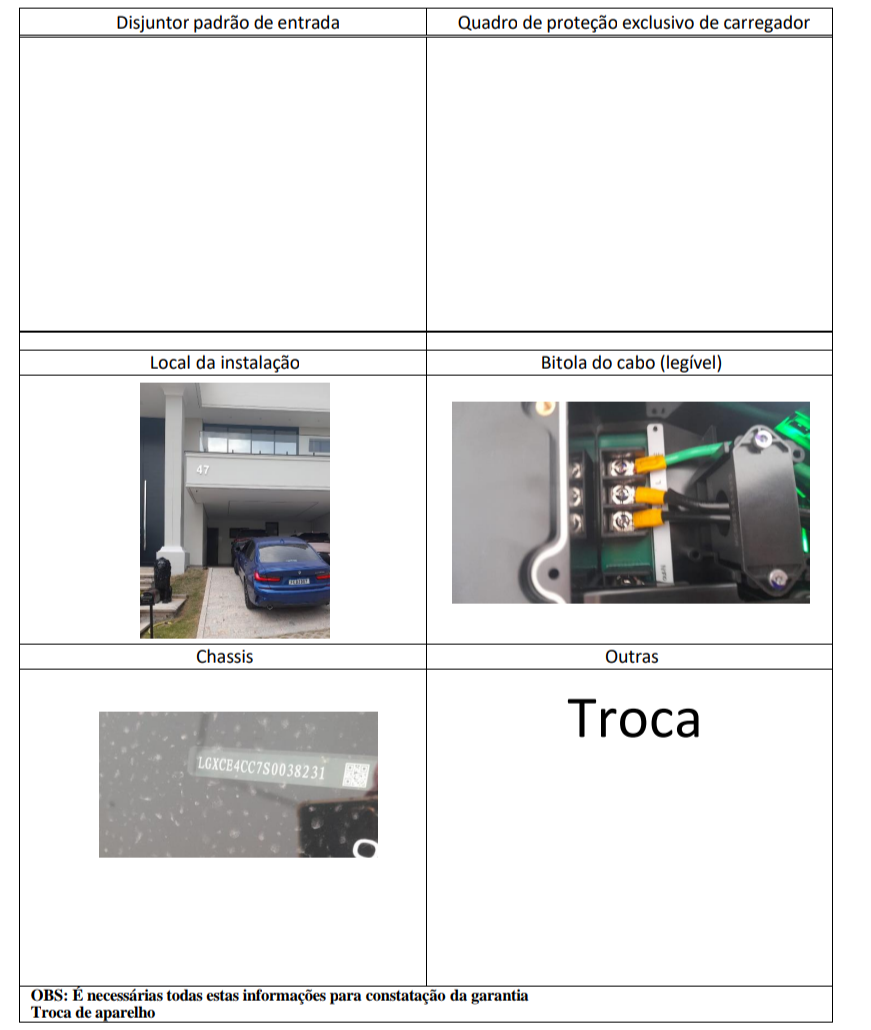 Disjuntor padrão de entrada
Quadro de proteção exclusivo de carregador
Local da instalação
Bitola do cabo (legível)
47
Chassis
Outras
LGXCE4CC7S0038231
Troca
OBS: É necessárias todas estas informações para constatação da garantia
Troca de aparelho